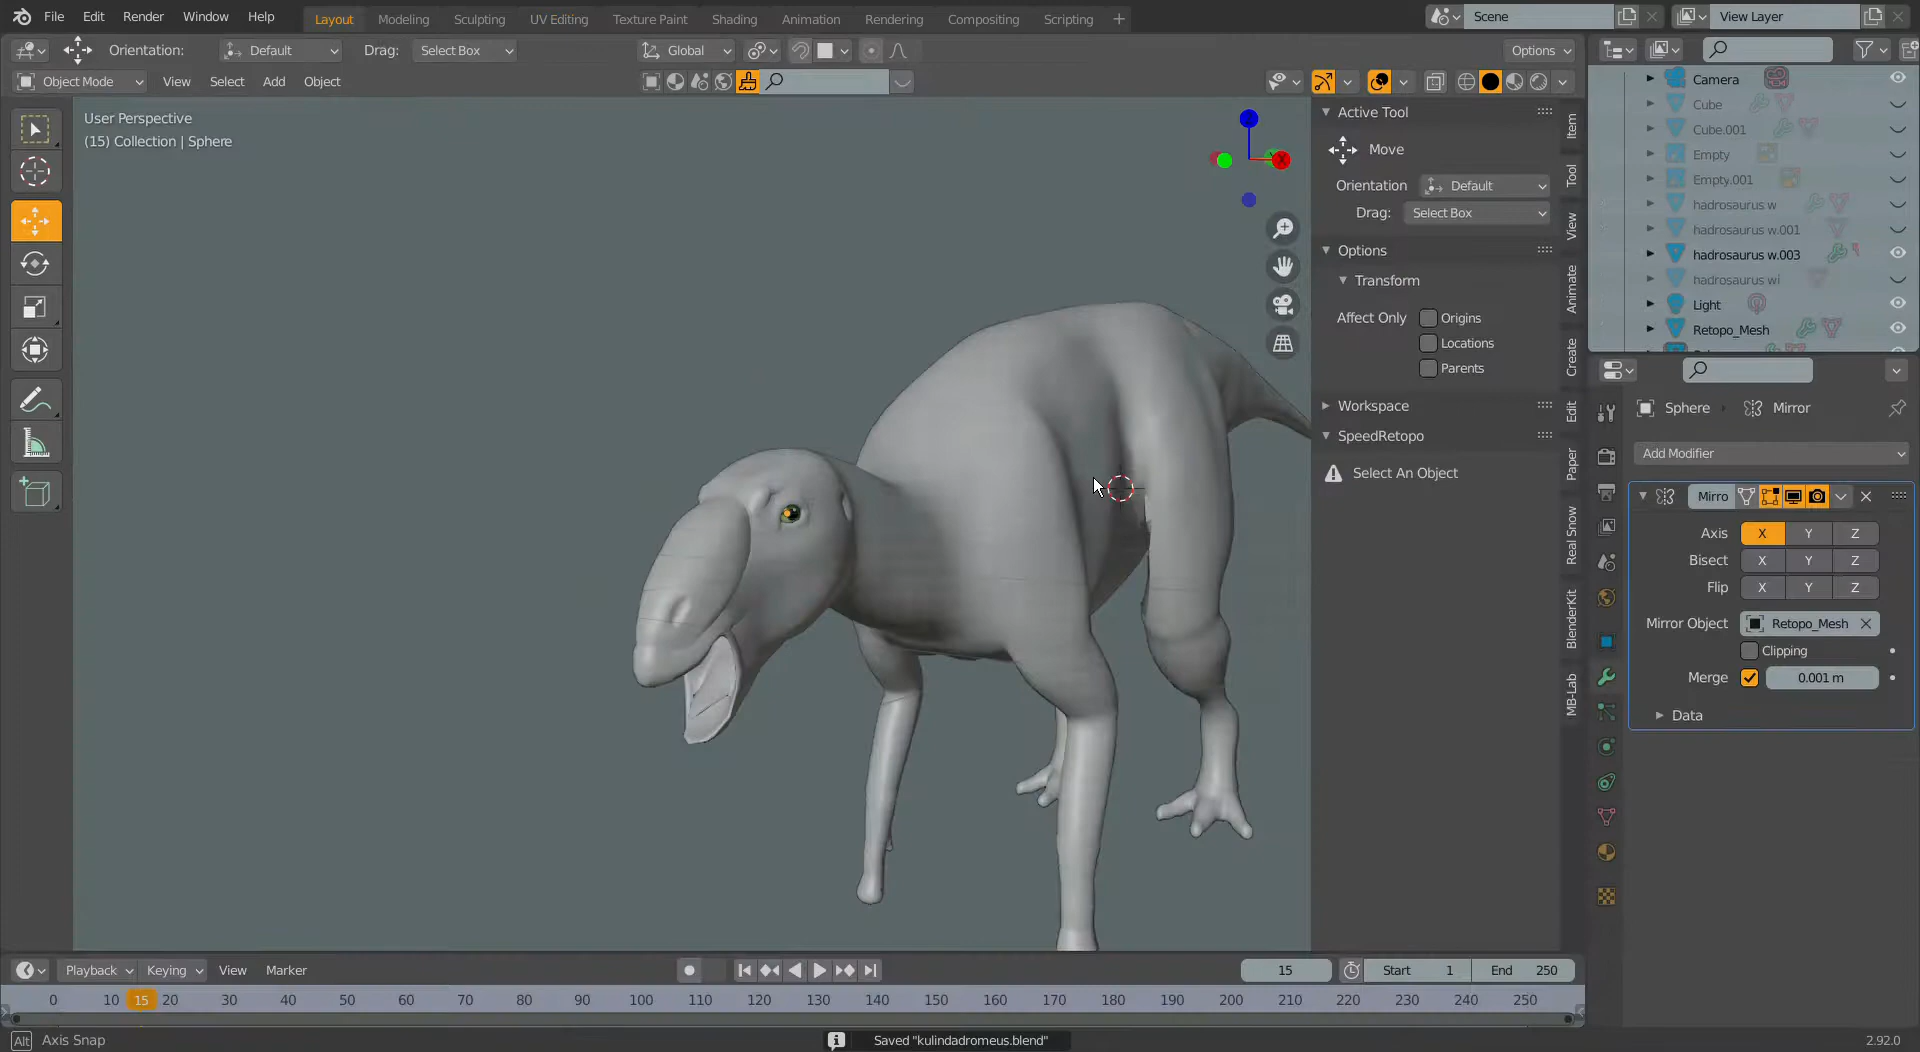 File Edit Render Window Help Layout Modeling Sculpting UV Editing Texture Paint Shading Animation Rendering Compositing Scripting Scene View Layer
Orientation: Default Drag: Select Box Global Options
Object Mode View Select Add Object
User Perspective
(15) Collection | Sphere
X
Active Tool
Move
Orientation Default
Drag: Select Box
Options
Transform
Affect Only Origins
Locations
Parents
Workspace
SpeedRetopo
Select An Object
Item
Tool
View
Animate
Create
Edit
Paper
Real Snow
BlenderKit
MB-Lab
Camera
Cube
Cube.001
Empty
Empty.001
hadrosaurus w
hadrosaurus w.001
hadrosaurus w.003
hadrosaurus wi
Light
Retopo_Mesh
Sphere Mirror
Add Modifier
Mirro
Axis X Y Z
Bisect X Y Z
Flip X Y Z
Mirror Object Retopo_Mesh
Clipping
Merge 0.001 m
Data
Playback Keying View Marker 15 Start 1 End 250
0 10 15 20 30 40 50 60 70 80 90 100 110 120 130 140 150 160 170 180 190 200 210 220 230 240 250
Alt Axis Snap Saved "kulindadromeus.blend" 2.92.0